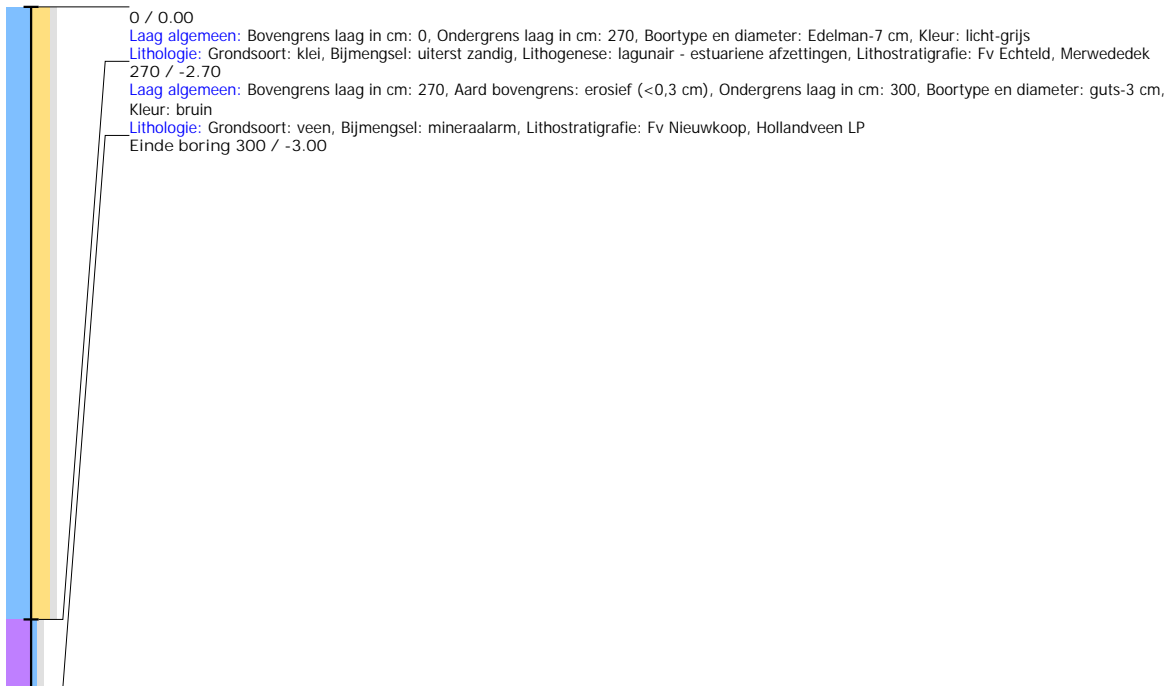 0 / 0.00
Laag algemeen: Bovengrens laag in cm: 0, Ondergrens laag in cm: 270, Boortype en diameter: Edelman-7 cm, Kleur: licht-grijs
Lithologie: Grondsoort: klei, Bijmengsel: uiterst zandig, Lithogenese: lagunair - estuariene afzettingen, Lithostratigrafie: Fv Echteld, Merwededek
270 / -2.70
Laag algemeen: Bovengrens laag in cm: 270, Aard bovengrens: erosief (<0,3 cm), Ondergrens laag in cm: 300, Boortype en diameter: guts-3 cm,
Kleur: bruin
Lithologie: Grondsoort: veen, Bijmengsel: mineraalarm, Lithostratigrafie: Fv Nieuwkoop, Hollandveen LP
Einde boring 300 / -3.00